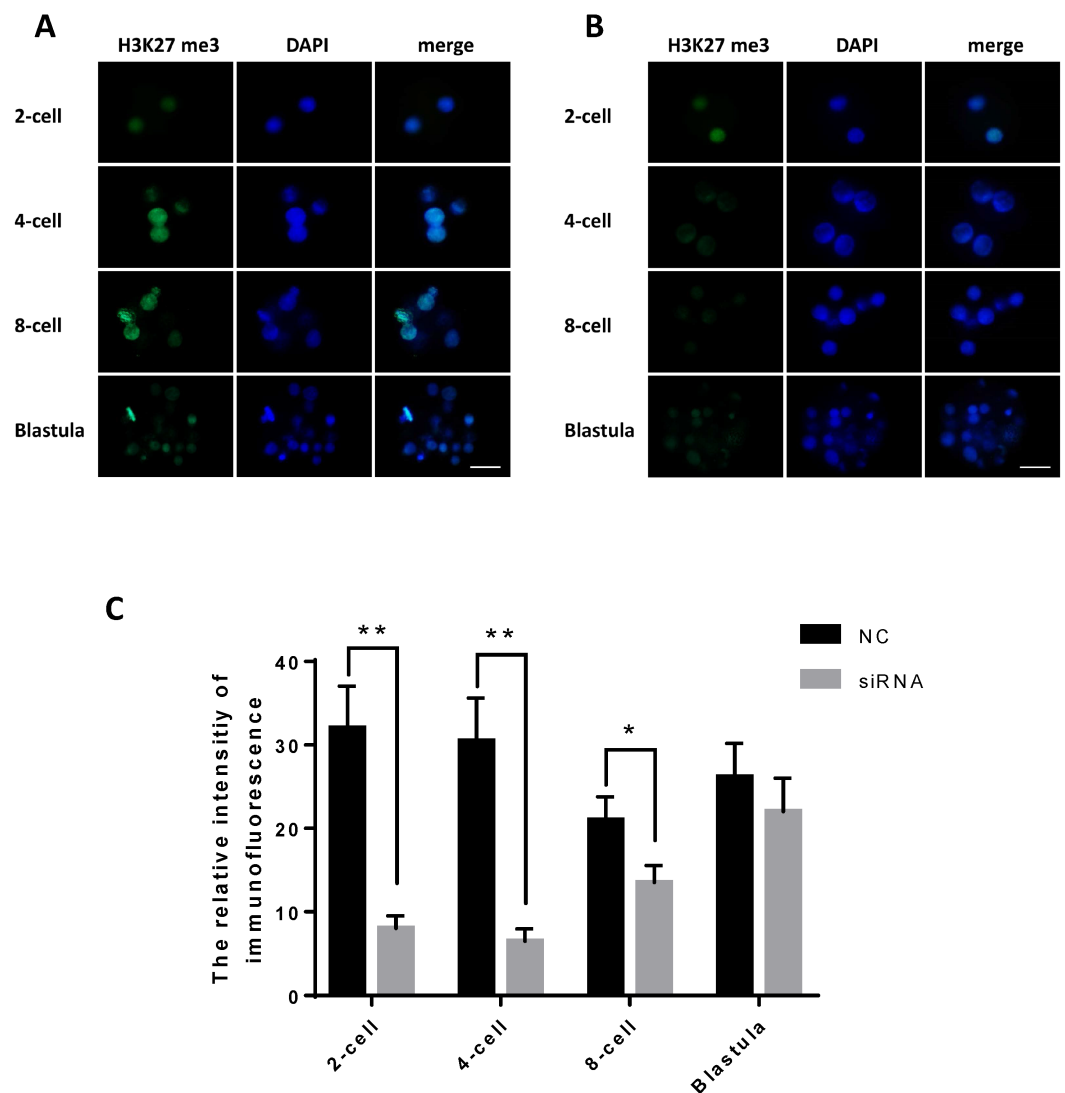 A
B
H3K27 me3 DAPI merge
H3K27 me3 DAPI merge
2-cell
4-cell
8-cell
Blastula
2-cell
4-cell
8-cell
Blastula
C
The relative intensitiy of
immunofluorescence
40
30
20
10
0
**
**
*
NC
siRNA
2-cell
4-cell
8-cell
Blastula